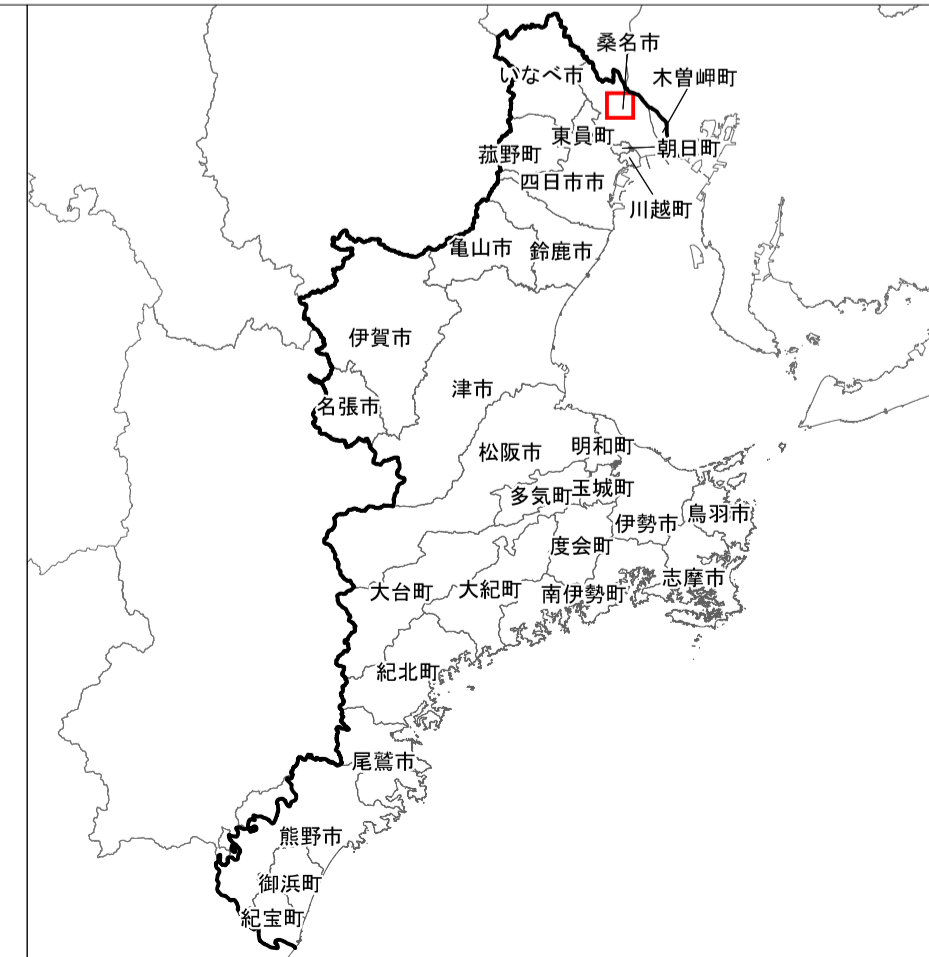 桑名市
いなべ市
木曽岬町
東員町
朝日町
菰野町
四日市市
川越町
亀山市
鈴鹿市
伊賀市
津市
名張市
松阪市
明和町
多気町
玉城町
伊勢市
鳥羽市
度会町
志摩市
大台町
大紀町
南伊勢町
紀北町
尾鷲市
熊野市
御浜町
紀宝町